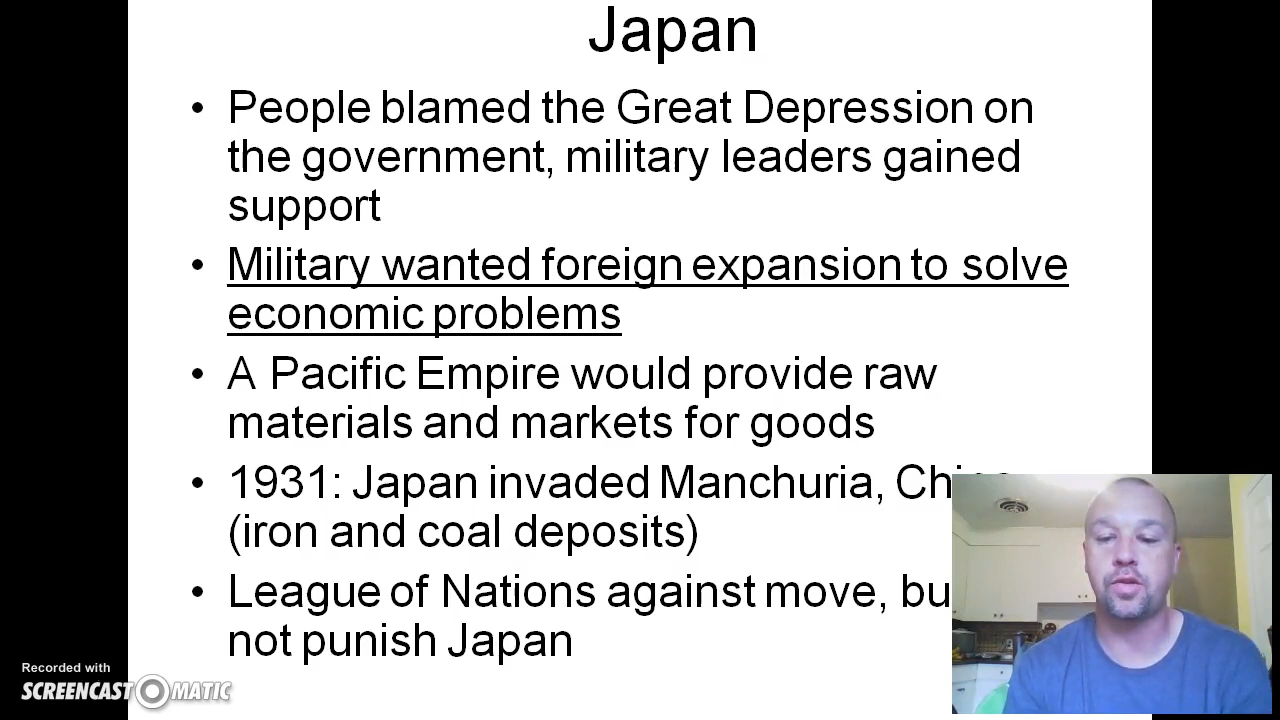 Japan
• People blamed the Great Depression on
the government, military leaders gained
support
• Military wanted foreign expansion to solve
economic problems
• A Pacific Empire would provide raw
materials and markets for goods
• 1931: Japan invaded Manchuria,
(iron and coal deposits)
• League of Nations against move,
not punish Japan
Recorded with
SCREENCAST MATIC